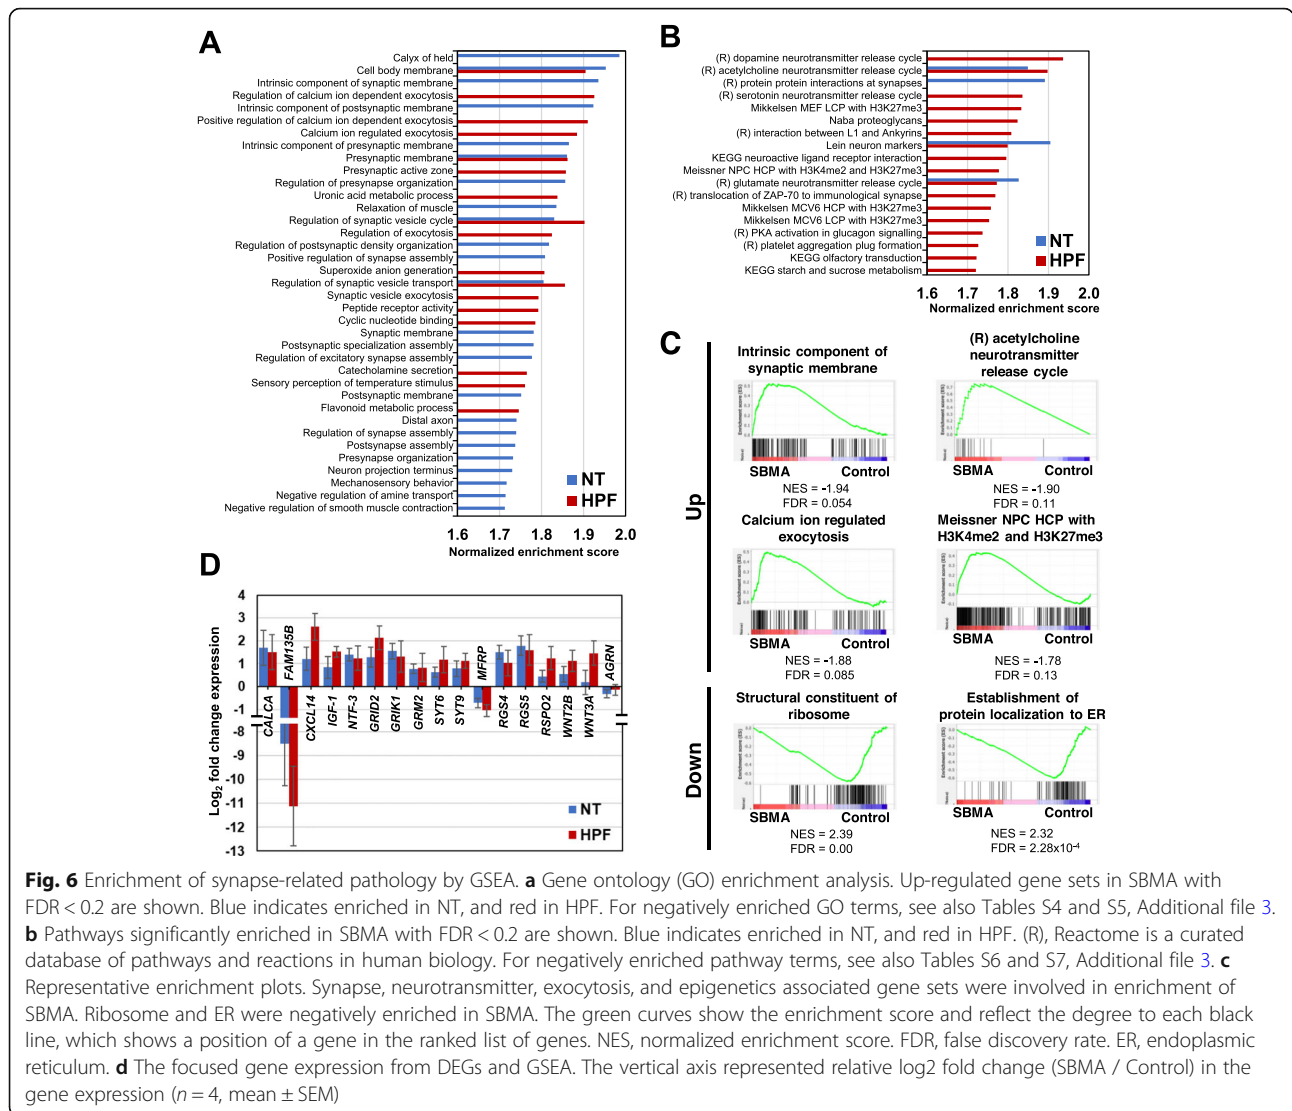 A
Calyx of held
Cell body membrane
Intrinsic component of synaptic membrane
Regulation of calcium ion dependent exocytosis
Intrinsic component of postsynaptic membrane
Positive regulation of calcium ion dependent exocytosis
Calcium ion regulated exocytosis
Intrinsic component of presynaptic membrane
Presynaptic membrane
Presynaptic active zone
Regulation of presynapse organization
Uronic acid metabolic process
Relaxation of muscle
Regulation of synaptic vesicle cycle
Regulation of exocytosis
Regulation of postsynaptic density organization
Positive regulation of synapse assembly
Superoxide anion generation
Regulation of synaptic vesicle transport
Synaptic vesicle exocytosis
Peptide receptor activity
Cyclic nucleotide binding
Synaptic membrane
Postsynaptic specialization assembly
Regulation of excitatory synapse assembly
Catecholamine secretion
Sensory perception of temperature stimulus
Postsynaptic membrane
Flavonoid metabolic process
Distal axon
Regulation of synapse assembly
Postsynapse assembly
Presynapse organization
Neuron projection terminus
Mechanosensory behavior
Negative regulation of amine transport
Negative regulation of smooth muscle contraction
NT
HPF
1.6 1.7 1.8 1.9 2.0
Normalized enrichment score
B
(R) dopamine neurotransmitter release cycle
(R) acetylcholine neurotransmitter release cycle
(R) protein protein interactions at synapses
(R) serotonin neurotransmitter release cycle
Mikkelsen MEF LCP with H3K27me3
Naba proteoglycans
(R) interaction between L1 and Ankyrins
Lein neuron markers
KEGG neuroactive ligand receptor interaction
Meissner NPC HCP with H3K4me2 and H3K27me3
(R) glutamate neurotransmitter release cycle
(R) translocation of ZAP-70 to immunological synapse
Mikkelsen MCV6 HCP with H3K27me3
Mikkelsen MCV6 LCP with H3K27me3
(R) PKA activation in glucagon signalling
(R) platelet aggregation plug formation
KEGG olfactory transduction
KEGG starch and sucrose metabolism
NT
HPF
1.6 1.7 1.8 1.9 2.0
Normalized enrichment score
C
Up
Intrinsic component of
synaptic membrane
Enrichment score (ES)
SBMA Control
NES = -1.94
FDR = 0.054
(R) acetylcholine
neurotransmitter
release cycle
Enrichment score (ES)
SBMA Control
NES = -1.90
FDR = 0.11
Calcium ion regulated
exocytosis
Enrichment score (ES)
SBMA Control
NES = -1.88
FDR = 0.085
Meissner NPC HCP with
H3K4me2 and H3K27me3
Enrichment score (ES)
SBMA Control
NES = -1.78
FDR = 0.13
Down
Structural constituent of
ribosome
Enrichment score (ES)
SBMA Control
NES = 2.39
FDR = 0.00
Establishment of
protein localization to ER
Enrichment score (ES)
SBMA Control
NES = 2.32
FDR = 2.28x10-4
D
Log2 fold change expression
4
3
2
1
0
-1
-7
-8
-9
-10
-11
-12
-13
CALCA
FAM135B
CXCL14
IGF-1
NTF-3
GRID2
GRIK1
GRM2
SYT6
SYT9
MFRP
RGS4
RGS5
RSPO2
WNT2B
WNT3A
AGRN
NT
HPF
Fig. 6 Enrichment of synapse-related pathology by GSEA. a Gene ontology (GO) enrichment analysis. Up-regulated gene sets in SBMA with
FDR < 0.2 are shown. Blue indicates enriched in NT, and red in HPF. For negatively enriched GO terms, see also Tables S4 and S5, Additional file 3.
b Pathways significantly enriched in SBMA with FDR < 0.2 are shown. Blue indicates enriched in NT, and red in HPF. (R), Reactome is a curated
database of pathways and reactions in human biology. For negatively enriched pathway terms, see also Tables S6 and S7, Additional file 3. c
Representative enrichment plots. Synapse, neurotransmitter, exocytosis, and epigenetics associated gene sets were involved in enrichment of
SBMA. Ribosome and ER were negatively enriched in SBMA. The green curves show the enrichment score and reflect the degree to each black
line, which shows a position of a gene in the ranked list of genes. NES, normalized enrichment score. FDR, false discovery rate. ER, endoplasmic
reticulum. d The focused gene expression from DEGs and GSEA. The vertical axis represented relative log2 fold change (SBMA / Control) in the
gene expression (n = 4, mean ± SEM)